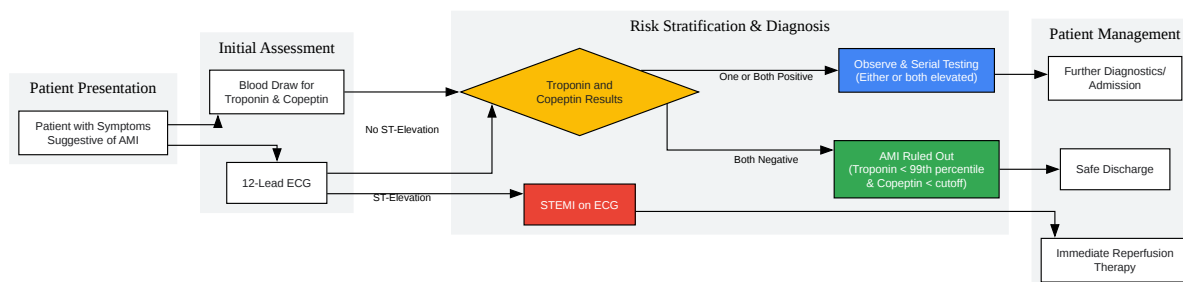 Patient Presentation
Patient with Symptoms
Suggestive of AMI
Initial Assessment
Blood Draw for
Troponin & Copeptin
12-Lead ECG
No ST-Elevation
ST-Elevation
Risk Stratification & Diagnosis
Troponin and
Copeptin Results
One or Both Positive
Both Negative
Observe & Serial Testing
(Either or both elevated)
AMI Ruled Out
(Troponin < 99th percentile
& Copeptin < cutoff)
STEMI on ECG
Patient Management
Further Diagnostics/
Admission
Safe Discharge
Immediate Reperfusion
Therapy